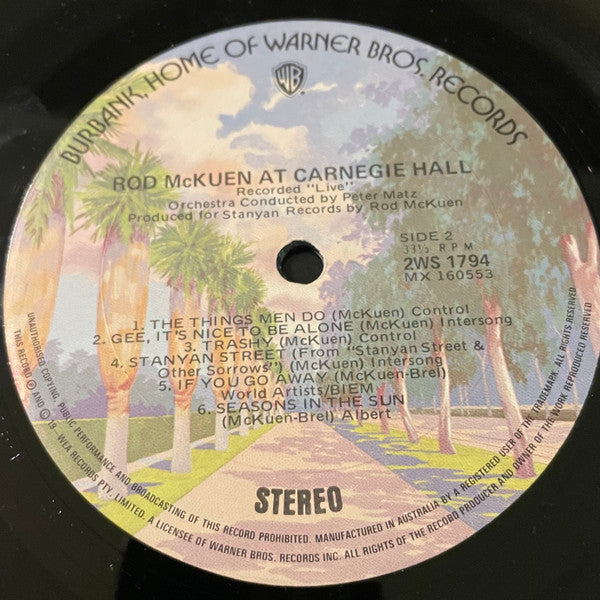 BURBANK, HOME OF WARNER BROS. RECORDS
WB
ROD McKUEN AT CARNEGIE HALL
Recorded "Live"
Orchestra Conducted by Peter Matz
Produced for Stanyan Records by Rod McKuen
SIDE 2
33⅓ R P M
2WS 1794
MX 160553
1. THE THINGS MEN DO (McKuen) Control
2. GEE, IT'S NICE TO BE ALONE (McKuen) Intersong
3. TRASHY (McKuen) Control
4. STANYAN STREET (From "Stanyan Street &
Other Sorrows") (McKuen) Intersong
5. IF YOU GO AWAY (McKuen-Brel)
World Artists/BIEM
6. SEASONS IN THE SUN
(McKuen-Brel) Albert
STEREO
UNAUTHORISED COPYING, PUBLIC PERFORMANCE AND BROADCASTING OF THIS RECORD PROHIBITED. MANUFACTURED IN AUSTRALIA BY A REGISTERED USER OF THE TRADEMARK. ALL RIGHTS RESERVED
THIS RECORD ℗ AND © 19 . WEA RECORDS PTY. LIMITED. A LICENSEE OF WARNER BROS. RECORDS INC. ALL RIGHTS OF THE RECORD PRODUCER AND OWNER OF THE WORK REPRODUCED RESERVED